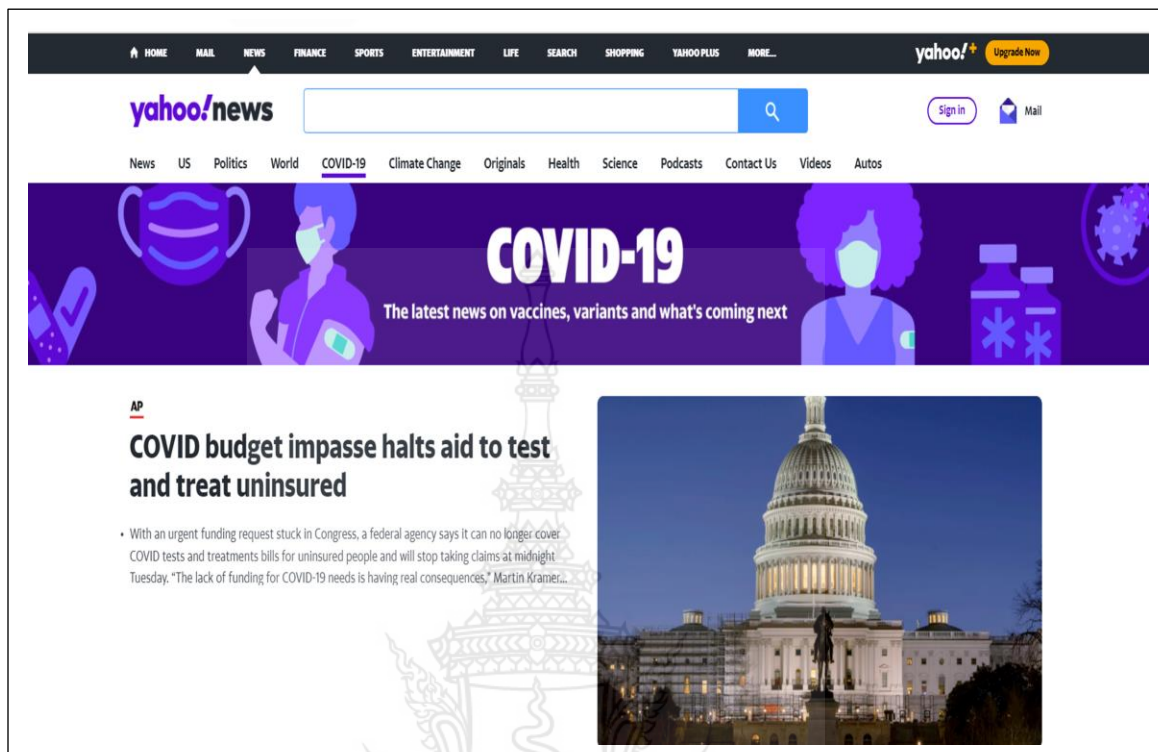 HOME MAIL NEWS FINANCE SPORTS ENTERTAINMENT LIFE SEARCH SHOPPING YAHOO PLUS MORE... yahoo!+ Upgrade Now
yahoo!news Sign in Mail
News US Politics World COVID-19 Climate Change Originals Health Science Podcasts Contact Us Videos Autos
COVID-19
The latest news on vaccines, variants and what's coming next
AP
COVID budget impasse halts aid to test
and treat uninsured
• With an urgent funding request stuck in Congress, a federal agency says it can no longer cover
COVID tests and treatments bills for uninsured people and will stop taking claims at midnight
Tuesday. “The lack of funding for COVID-19 needs is having real consequences,” Martin Kramer...